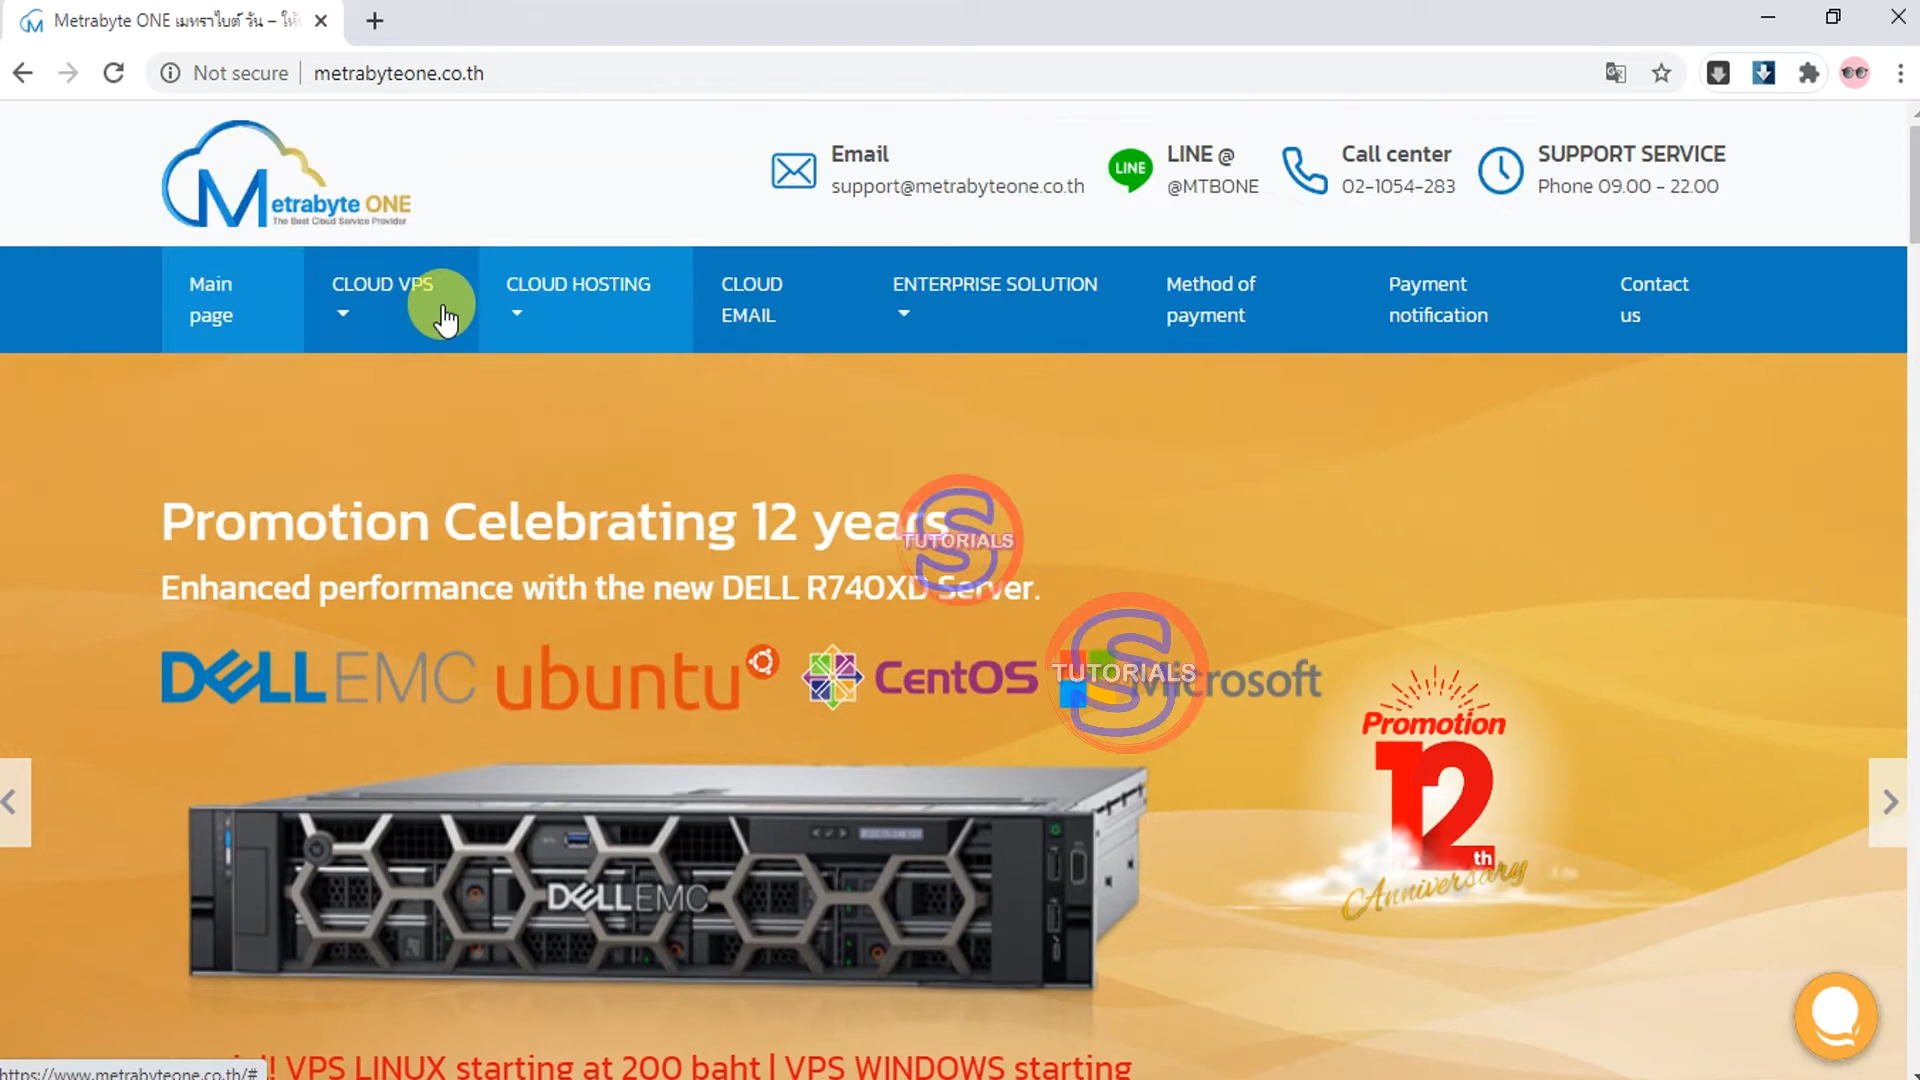 Metrabyte ONE เมทราไบต์ วัน – ให้
Not secure
metrabyteone.co.th
Metrabyte ONE
The Best Cloud Service Provider
Email
support@metrabyteone.co.th
LINE
LINE @
@MTBONE
Call center
02-1054-283
SUPPORT SERVICE
Phone 09.00 - 22.00
Main
page
CLOUD VPS
CLOUD HOSTING
CLOUD
EMAIL
ENTERPRISE SOLUTION
Method of
payment
Payment
notification
Contact
us
Promotion Celebrating 12 years
TUTORIALS
Enhanced performance with the new DELL R740XD Server.
DELL EMC ubuntu CentOS Microsoft
TUTORIALS
Promotion
12
th
Anniversary
DELL EMC
! VPS LINUX starting at 200 baht | VPS WINDOWS starting
https://www.metrabyteone.co.th/#